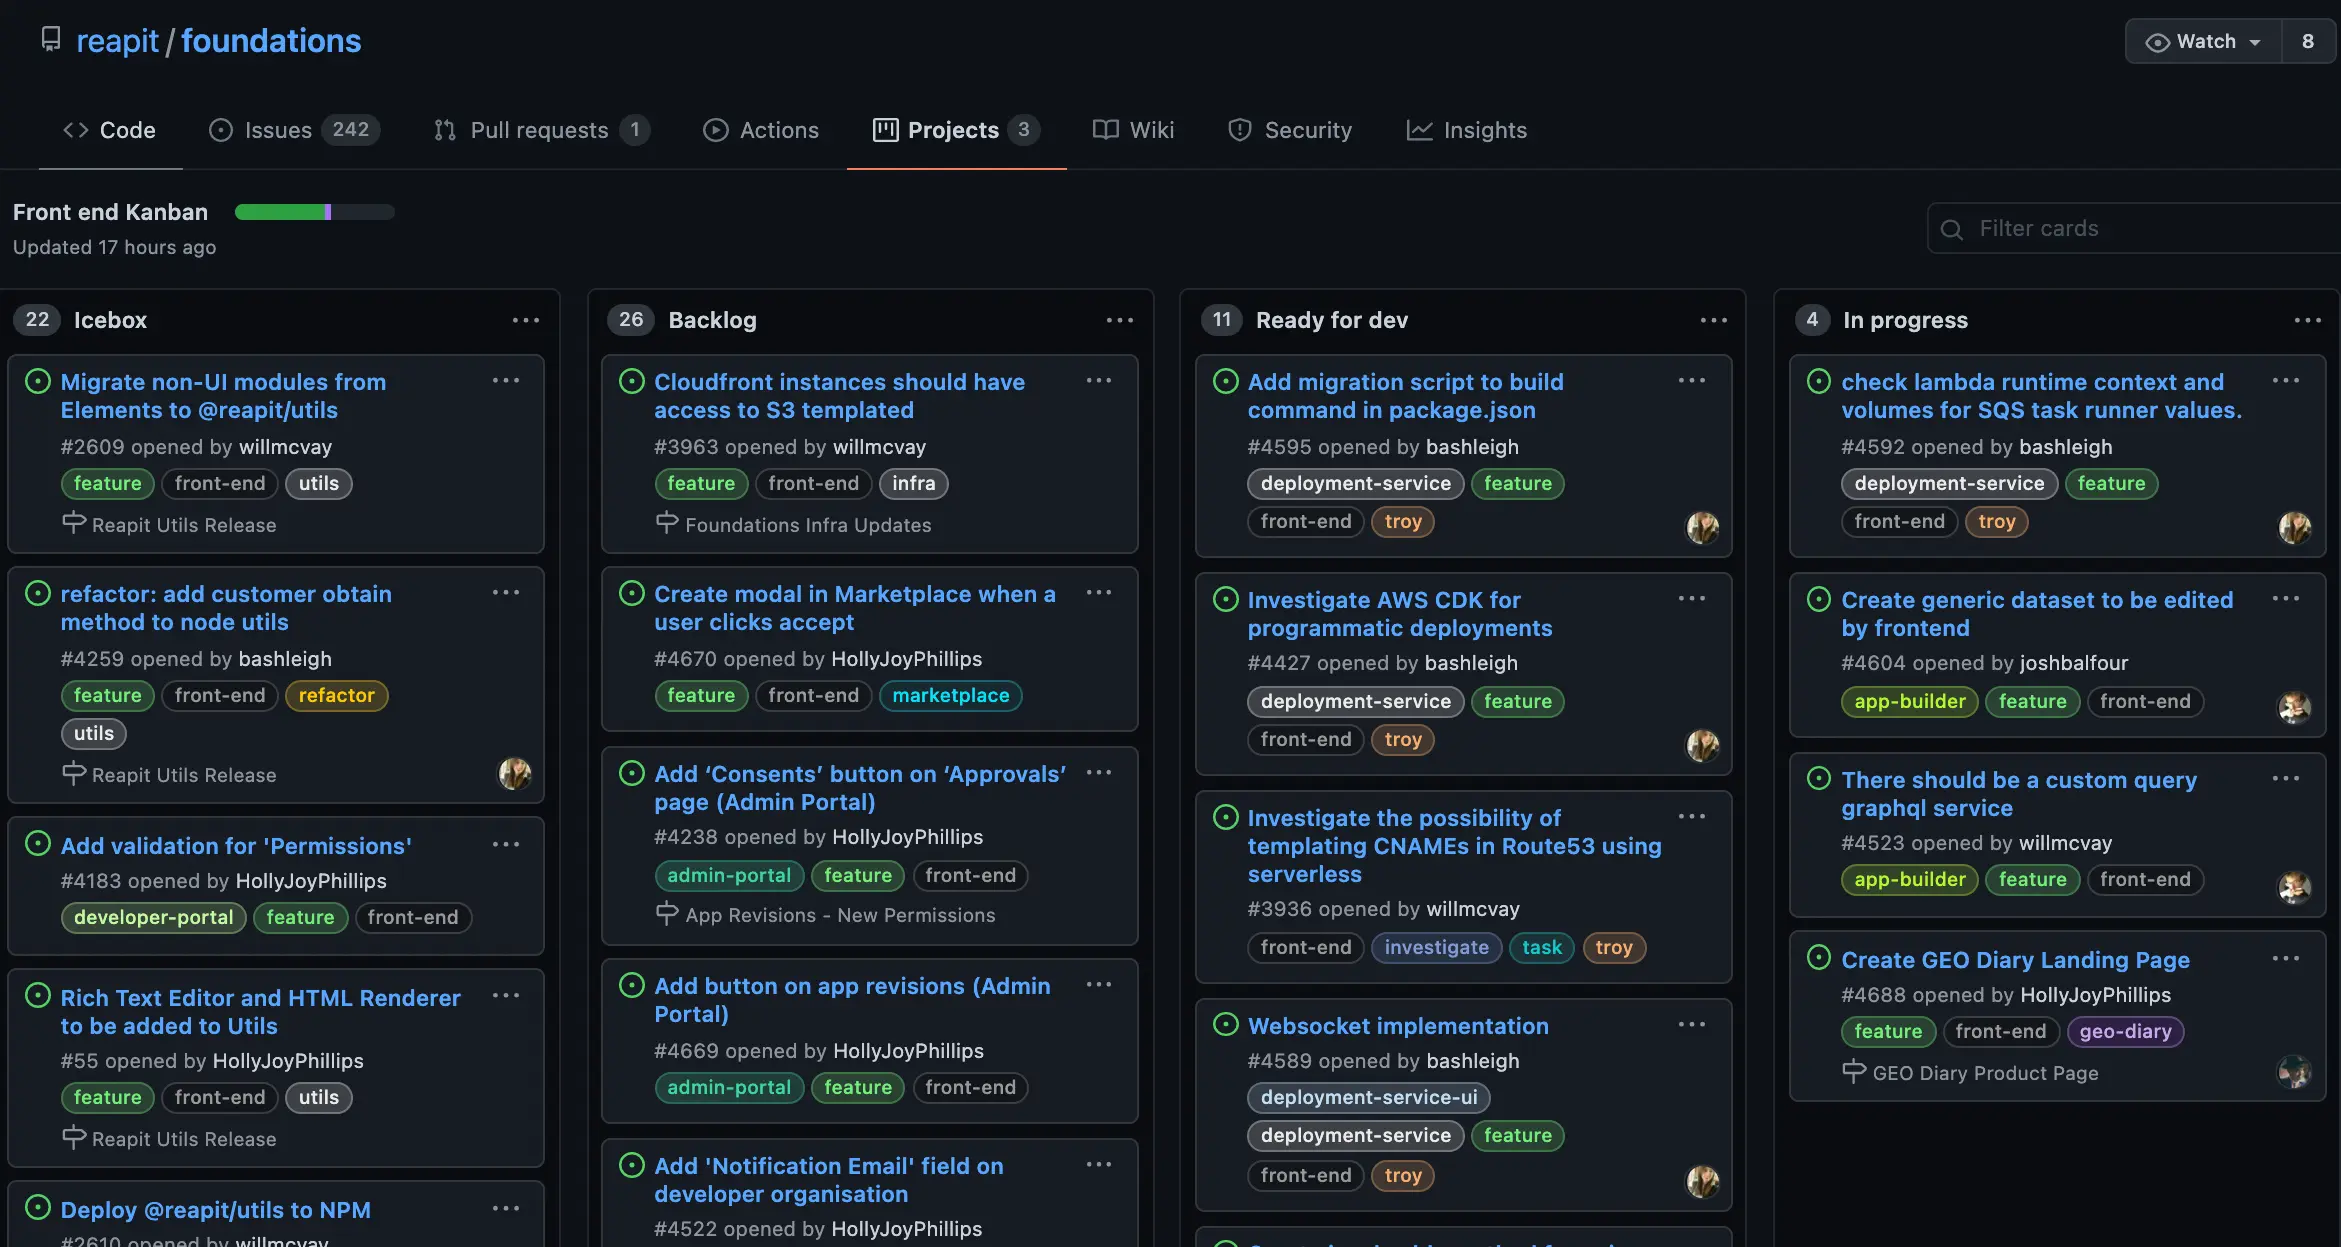 reapit / foundations
Watch 8
Code
Issues 242
Pull requests 1
Actions
Projects 3
Wiki
Security
Insights
Front end Kanban
Updated 17 hours ago
Filter cards
22 Icebox
Migrate non-UI modules from
Elements to @reapit/utils
#2609 opened by willmcvay
feature front-end utils
Reapit Utils Release
refactor: add customer obtain
method to node utils
#4259 opened by bashleigh
feature front-end refactor
utils
Reapit Utils Release
Add validation for 'Permissions'
#4183 opened by HollyJoyPhillips
developer-portal feature front-end
Rich Text Editor and HTML Renderer
to be added to Utils
#55 opened by HollyJoyPhillips
feature front-end utils
Reapit Utils Release
Deploy @reapit/utils to NPM
#2610 opened by willmcvay
26 Backlog
Cloudfront instances should have
access to S3 templated
#3963 opened by willmcvay
feature front-end infra
Foundations Infra Updates
Create modal in Marketplace when a
user clicks accept
#4670 opened by HollyJoyPhillips
feature front-end marketplace
Add ‘Consents’ button on ‘Approvals’
page (Admin Portal)
#4238 opened by HollyJoyPhillips
admin-portal feature front-end
App Revisions - New Permissions
Add button on app revisions (Admin
Portal)
#4669 opened by HollyJoyPhillips
admin-portal feature front-end
Add 'Notification Email' field on
developer organisation
#4522 opened by HollyJoyPhillips
11 Ready for dev
Add migration script to build
command in package.json
#4595 opened by bashleigh
deployment-service feature
front-end troy
Investigate AWS CDK for
programmatic deployments
#4427 opened by bashleigh
deployment-service feature
front-end troy
Investigate the possibility of
templating CNAMEs in Route53 using
serverless
#3936 opened by willmcvay
front-end investigate task troy
Websocket implementation
#4589 opened by bashleigh
deployment-service-ui
deployment-service feature
front-end troy
4 In progress
check lambda runtime context and
volumes for SQS task runner values.
#4592 opened by bashleigh
deployment-service feature
front-end troy
Create generic dataset to be edited
by frontend
#4604 opened by joshbalfour
app-builder feature front-end
There should be a custom query
graphql service
#4523 opened by willmcvay
app-builder feature front-end
Create GEO Diary Landing Page
#4688 opened by HollyJoyPhillips
feature front-end geo-diary
GEO Diary Product Page